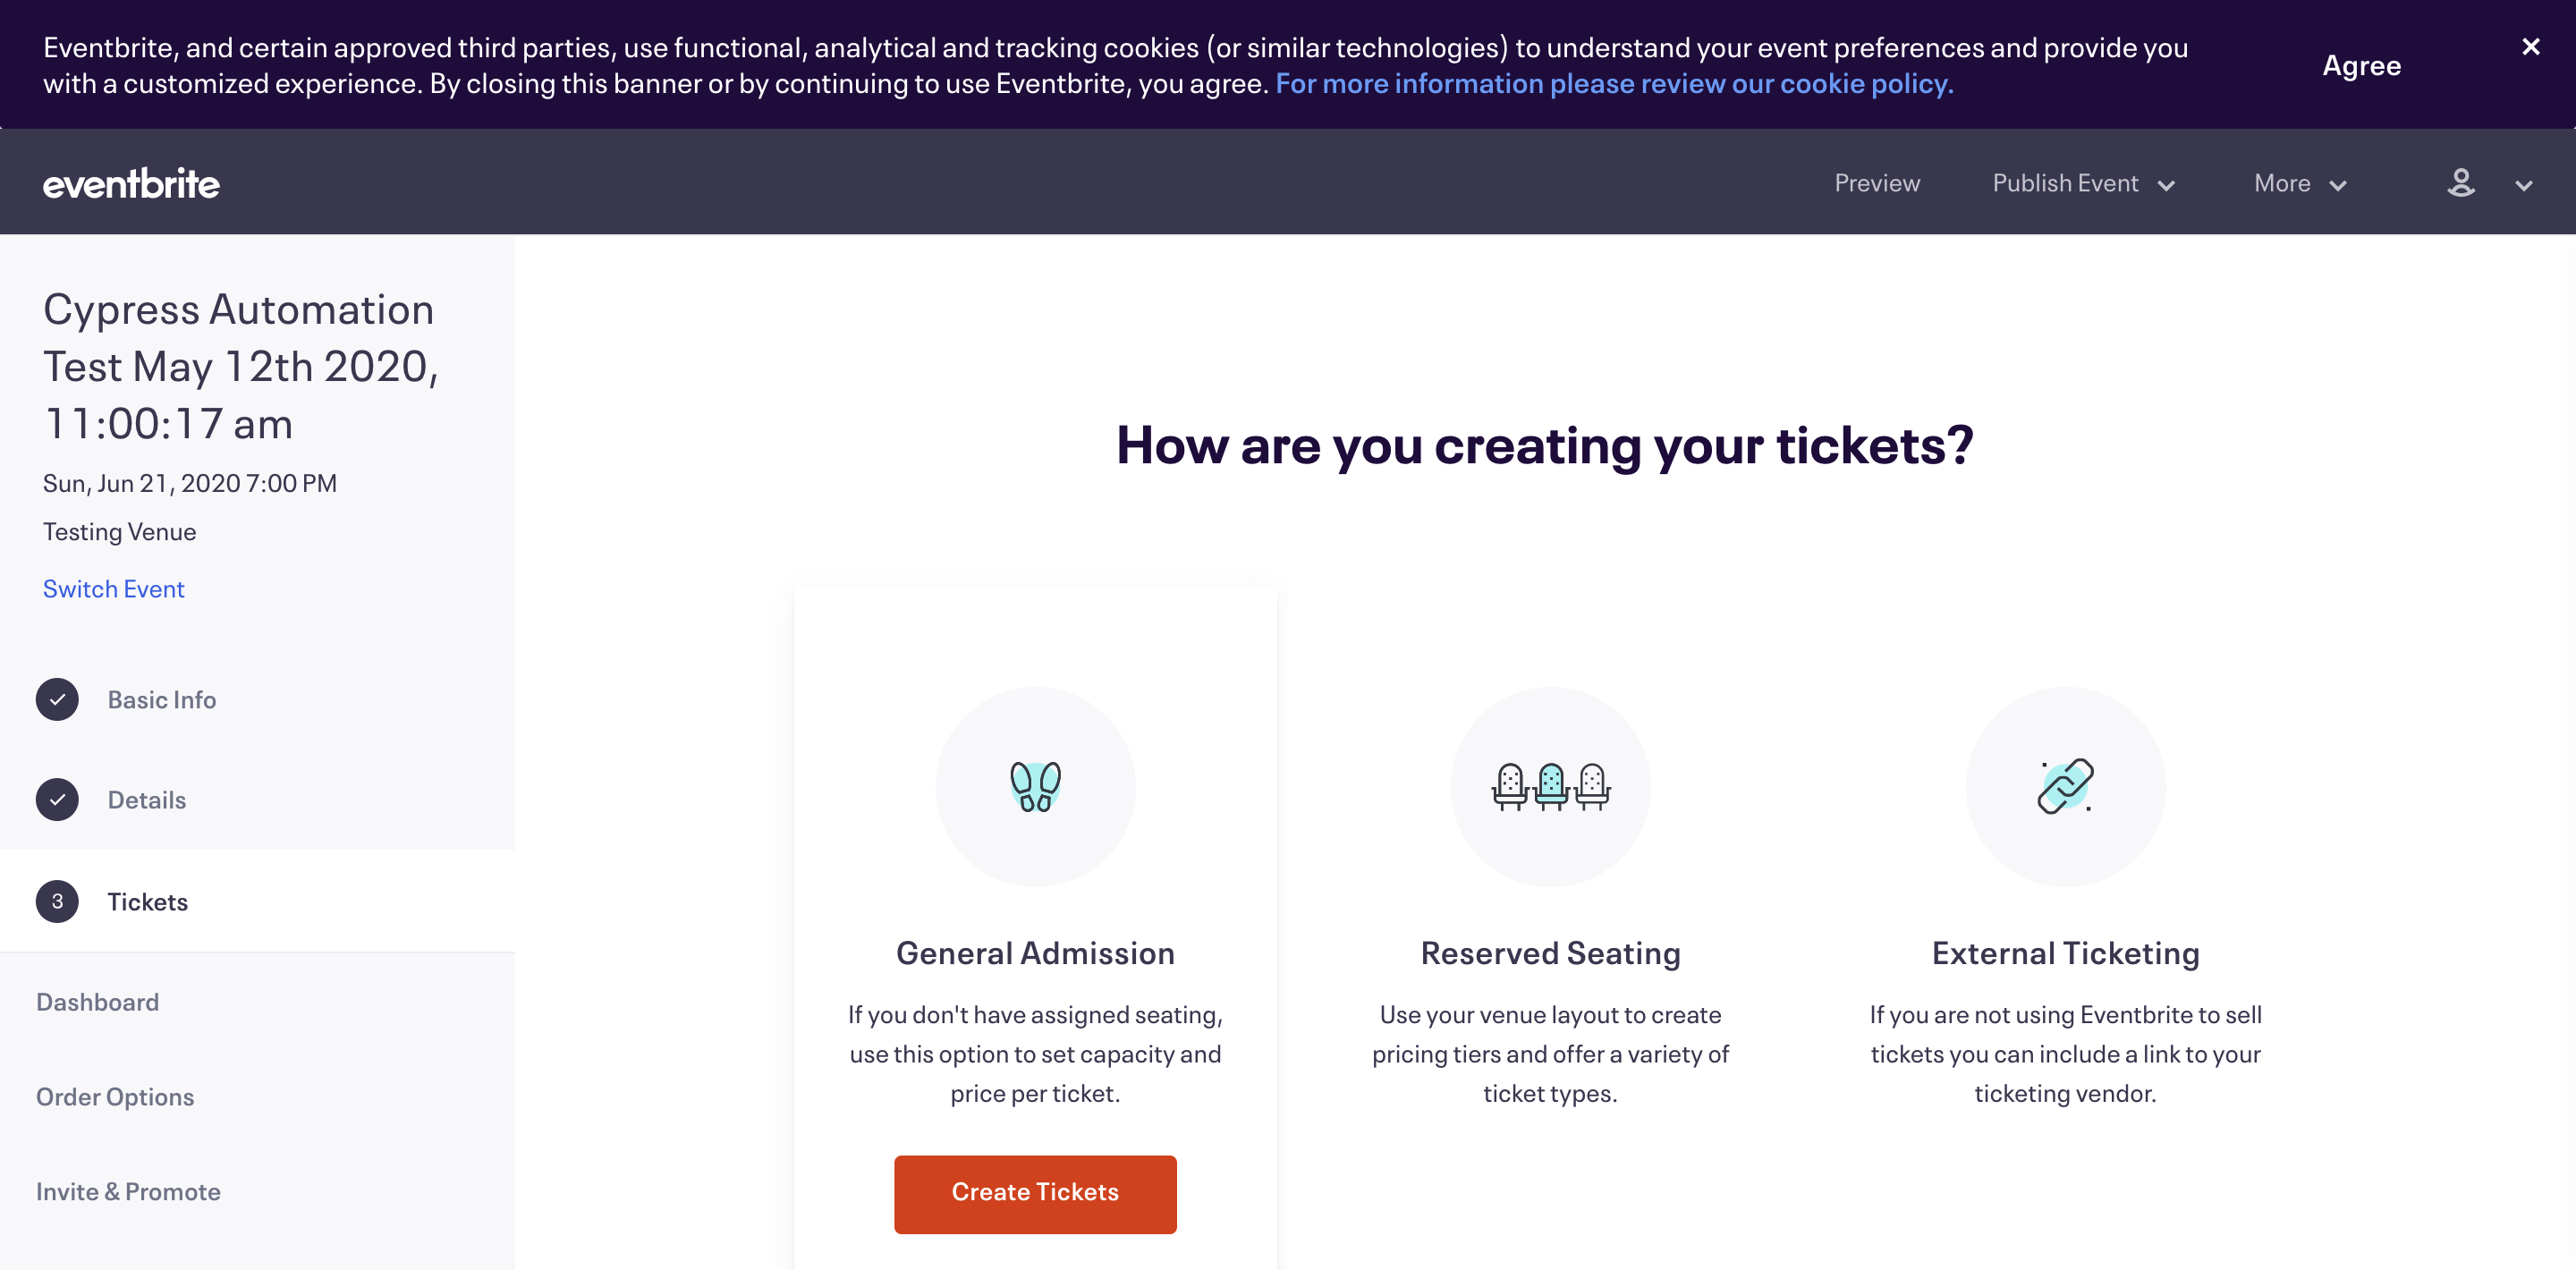 Eventbrite, and certain approved third parties, use functional, analytical and tracking cookies (or similar technologies) to understand your event preferences and provide you
with a customized experience. By closing this banner or by continuing to use Eventbrite, you agree. For more information please review our cookie policy.
Agree
eventbrite
Preview
Publish Event
More
Cypress Automation
Test May 12th 2020,
11:00:17 am
Sun, Jun 21, 2020 7:00 PM
Testing Venue
Switch Event
Basic Info
Details
3 Tickets
Dashboard
Order Options
Invite & Promote
How are you creating your tickets?
General Admission
If you don't have assigned seating,
use this option to set capacity and
price per ticket.
Create Tickets
Reserved Seating
Use your venue layout to create
pricing tiers and offer a variety of
ticket types.
External Ticketing
If you are not using Eventbrite to sell
tickets you can include a link to your
ticketing vendor.